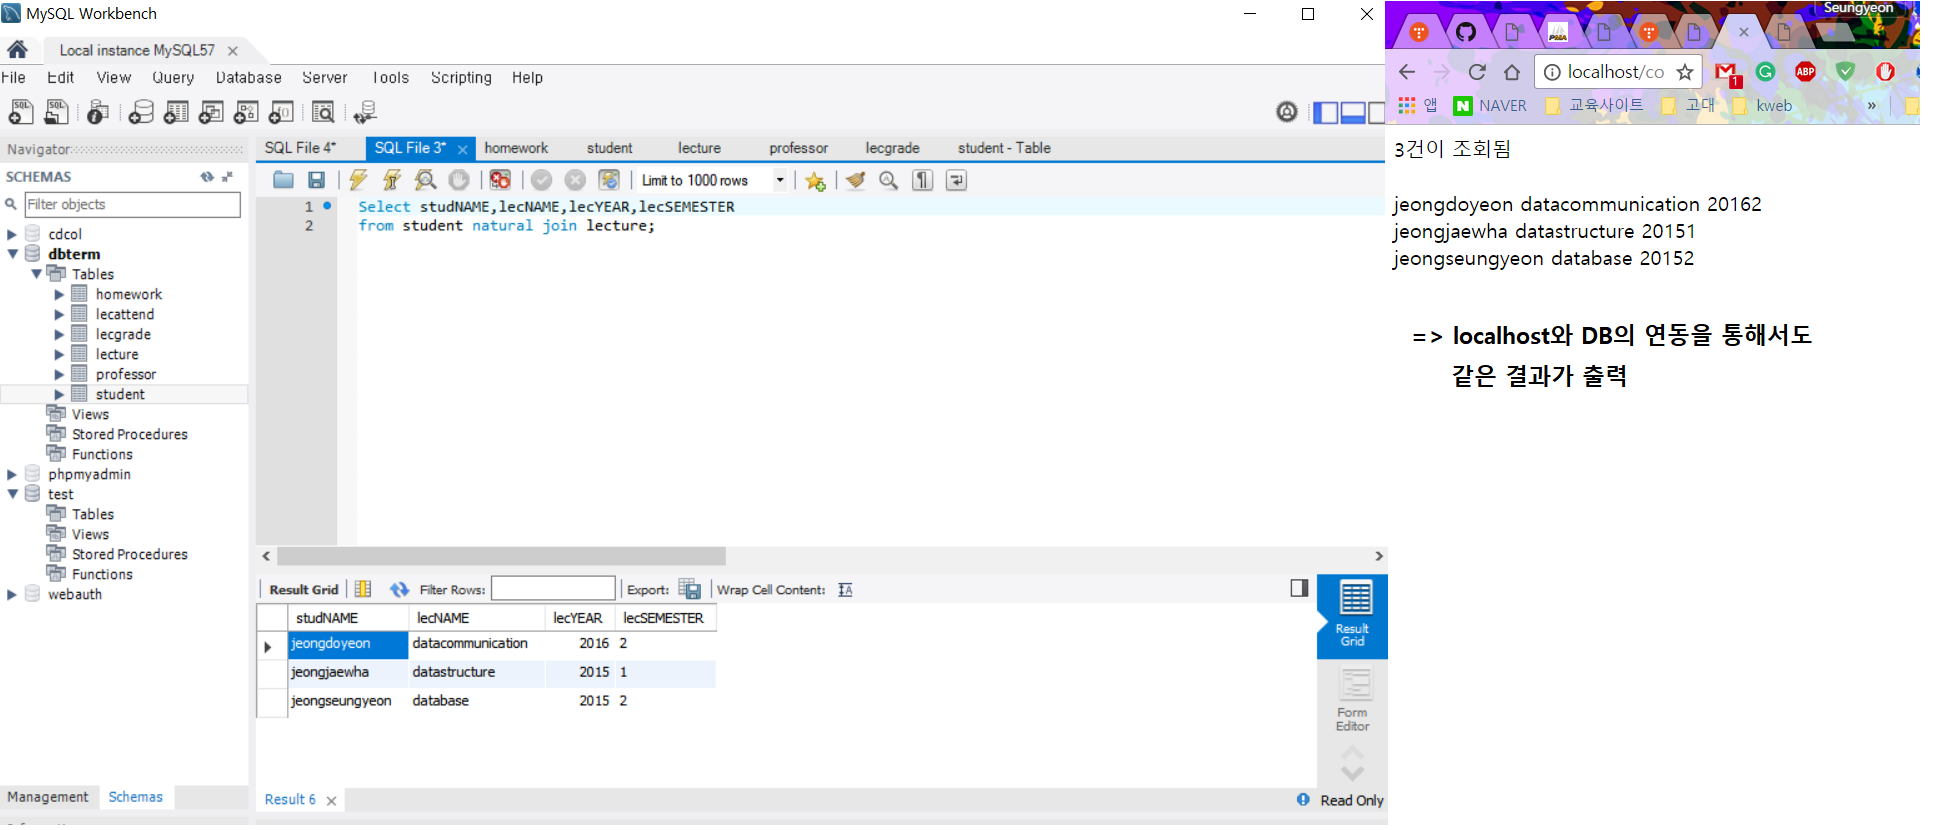 MySQL Workbench
Local instance MySQL57
File Edit View Query Database Server Tools Scripting Help
Navigator
SCHEMAS
Filter objects
cdcol
dbterm
Tables
homework
lecattend
lecgrade
lecture
professor
student
Views
Stored Procedures
Functions
phpmyadmin
test
Tables
Views
Stored Procedures
Functions
webauth
Management Schemas
SQL File 4* SQL File 3* homework student lecture professor lecgrade student - Table
Limit to 1000 rows
1 Select studNAME,lecNAME,lecYEAR,lecSEMESTER
2 from student natural join lecture;
Result Grid Filter Rows: Export: Wrap Cell Content:
studNAME lecNAME lecYEAR lecSEMESTER
jeongdoyeon datacommunication 2016 2
jeongjaewha datastructure 2015 1
jeongseungyeon database 2015 2
Result Grid
Form Editor
Result 6
Read Only
Seungyeon
localhost/co
앱 NAVER 교육사이트 고대 kweb »
3건이 조회됨
jeongdoyeon datacommunication 20162
jeongjaewha datastructure 20151
jeongseungyeon database 20152
=> localhost와 DB의 연동을 통해서도
같은 결과가 출력